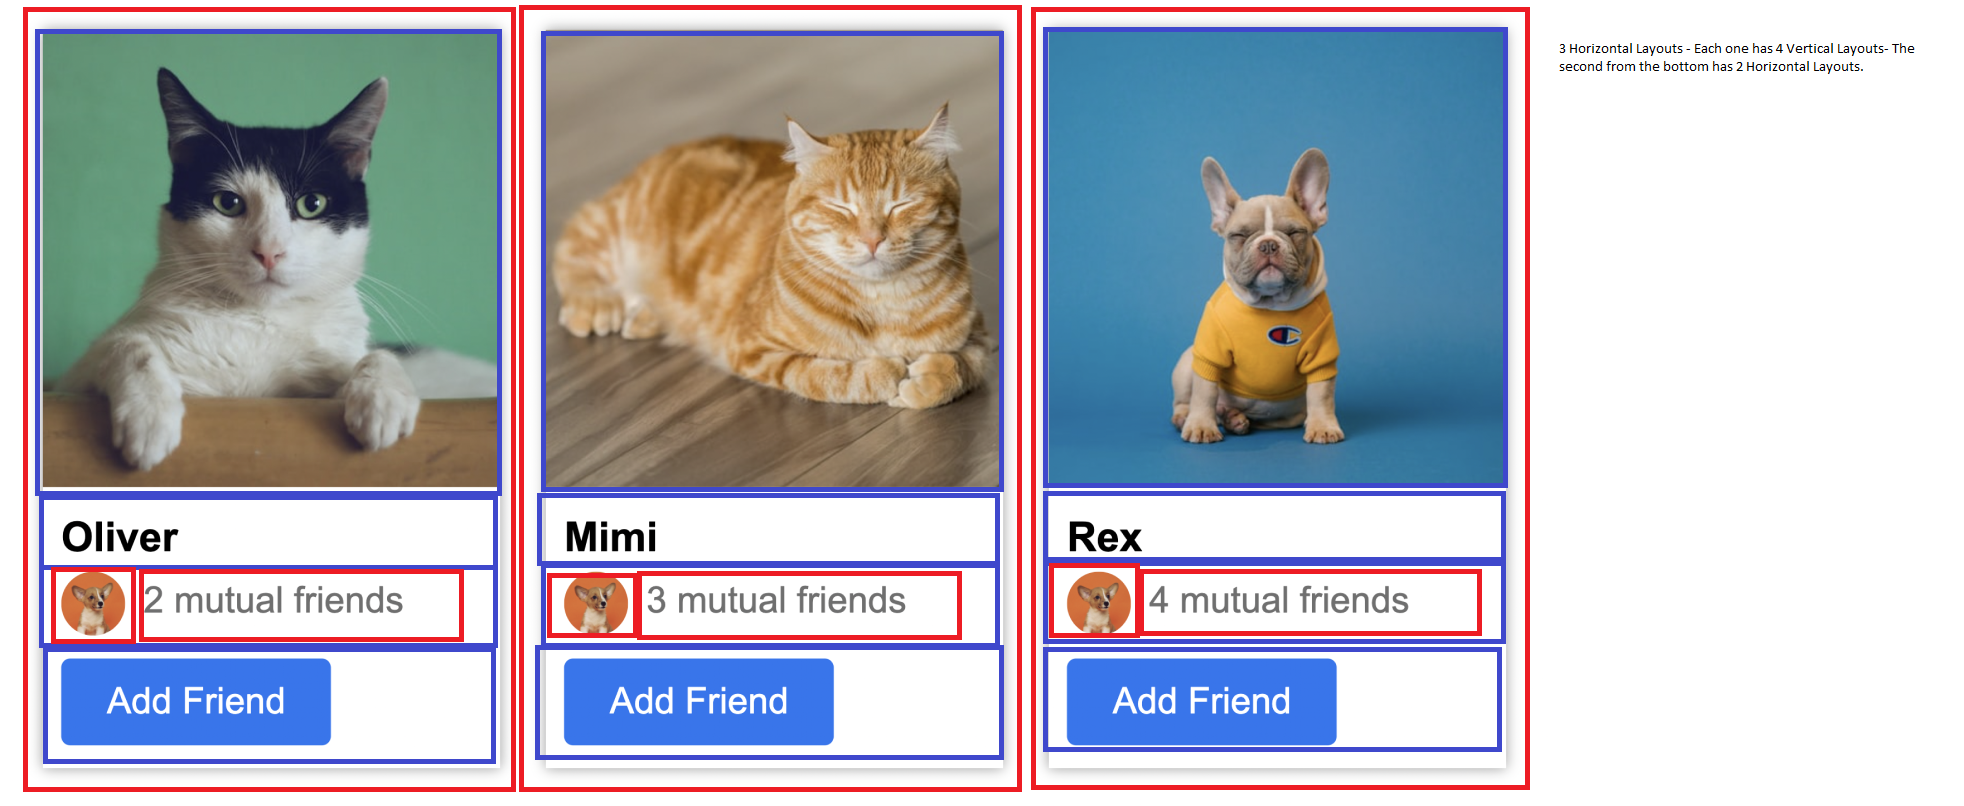 3 Horizontal Layouts - Each one has 4 Vertical Layouts- The
second from the bottom has 2 Horizontal Layouts.
Oliver
2 mutual friends
Add Friend
Mimi
3 mutual friends
Add Friend
Rex
4 mutual friends
Add Friend